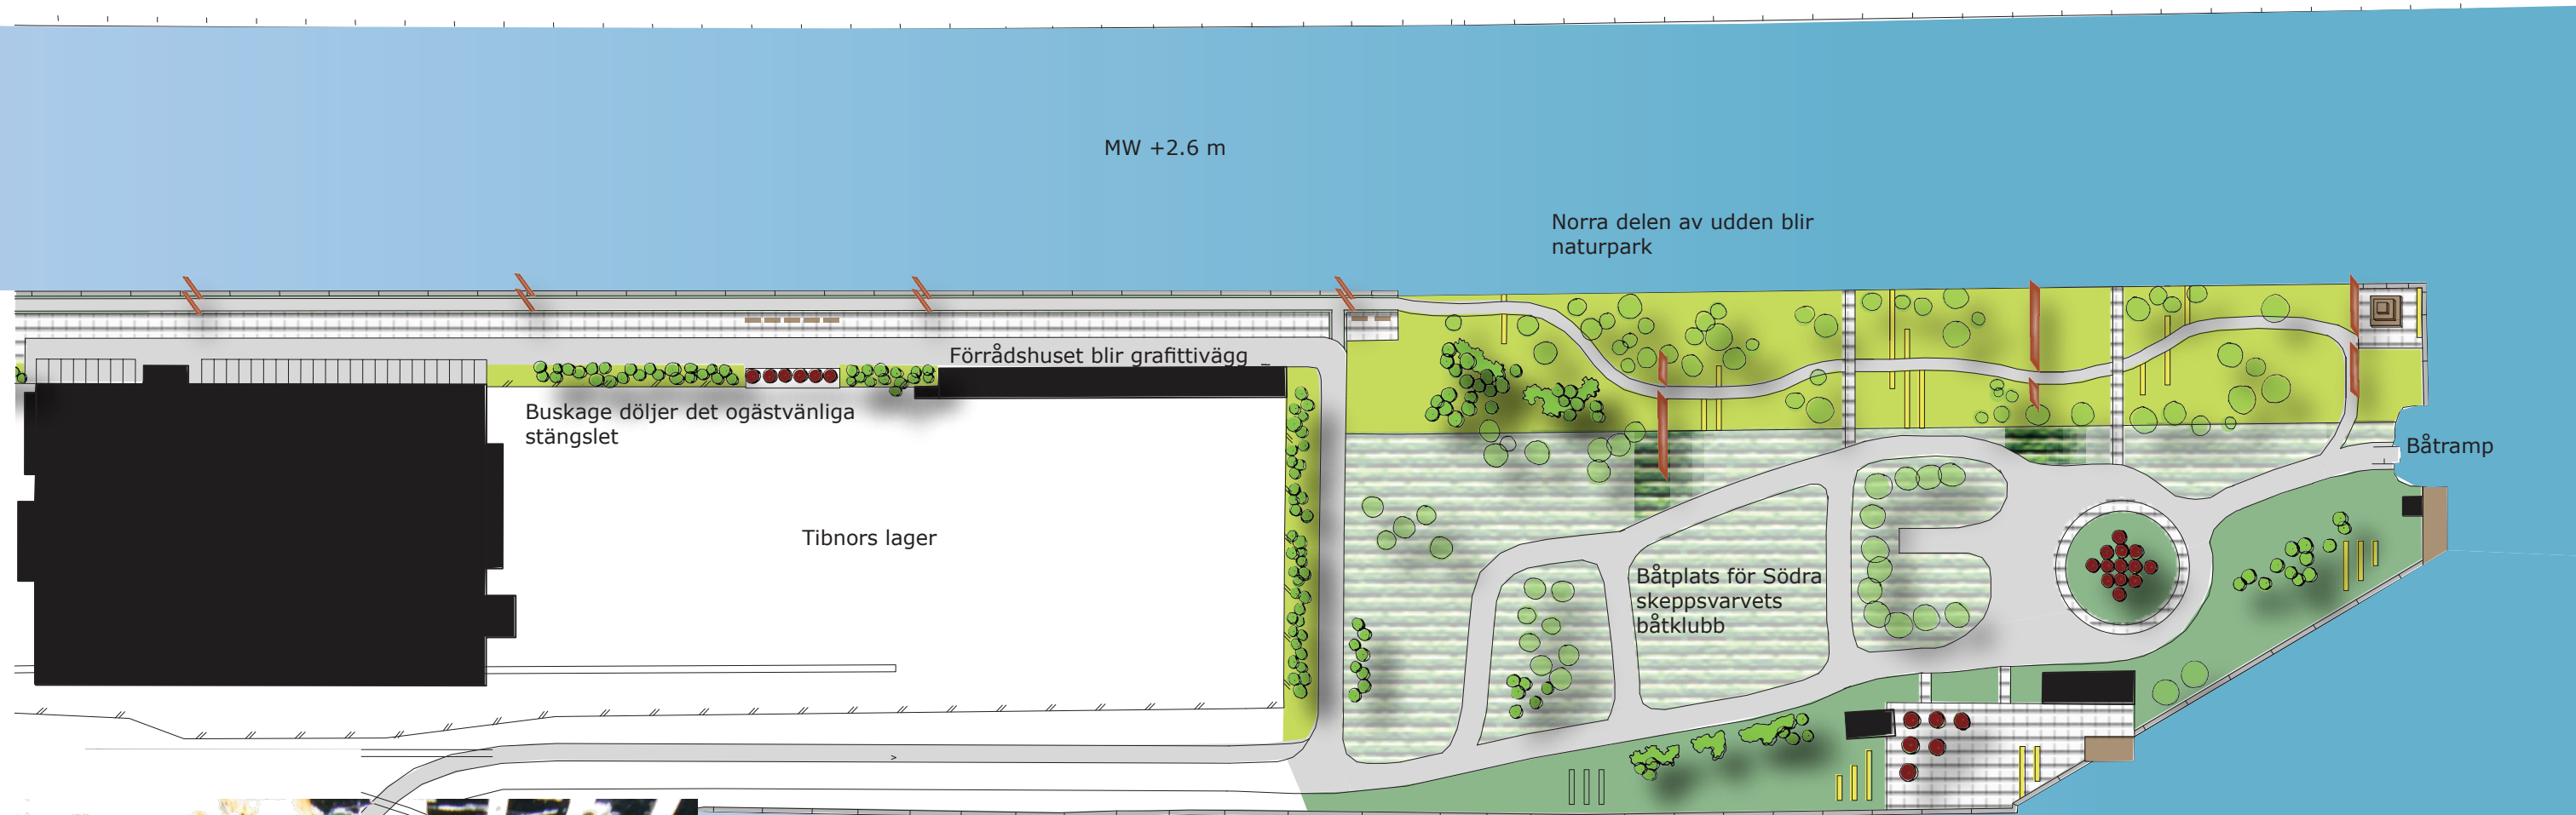 MW +2.6 m
Norra delen av udden blir
naturpark
Förrådshuset blir grafittivägg _
Buskage döljer det ogästvänliga
stängslet
Båtramp
Tibnors lager
Båtplats för Södra
skeppsvarvets
båtklubb
>